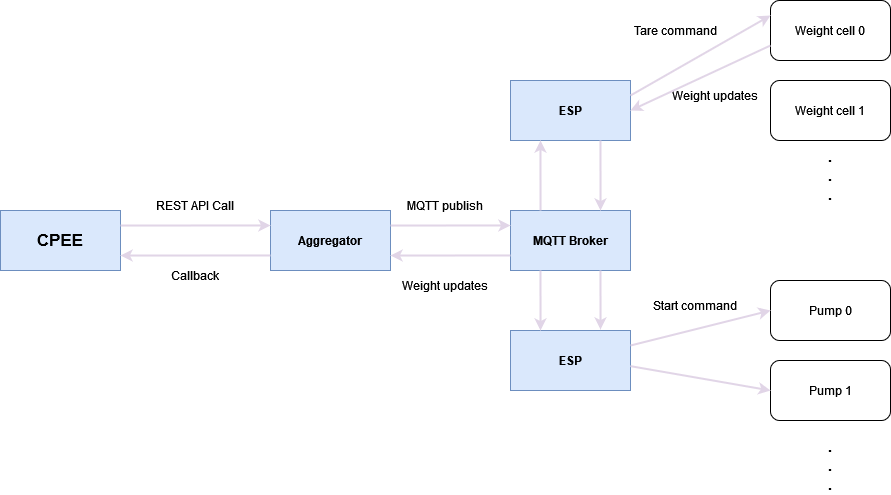 Tare command
Weight cell 0
ESP
Weight updates
Weight cell 1
REST API Call
MQTT publish
CPEE
Aggregator
MQTT Broker
Callback
Weight updates
Start command
Pump 0
ESP
Pump 1